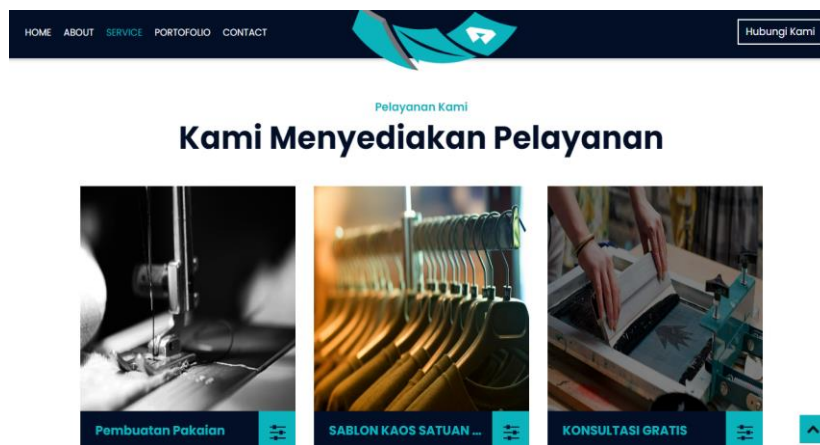 HOME ABOUT SERVICE PORTOFOLIO CONTACT Hubungi Kami
Pelayanan Kami
Kami Menyediakan Pelayanan
Pembuatan Pakaian SABLON KAOS SATUAN ... KONSULTASI GRATIS